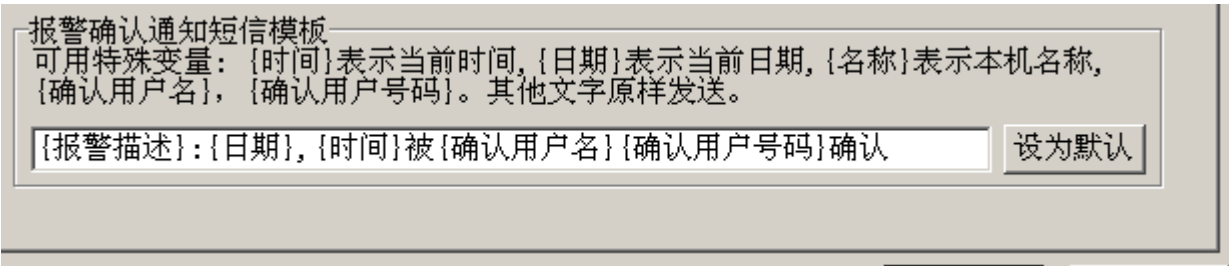 报警确认通知短信模板
可用特殊变量: {时间}表示当前时间, {日期}表示当前日期, {名称}表示本机名称,
{确认用户名}, {确认用户号码}。其他文字原样发送。
{报警描述}:{日期}, {时间}被{确认用户名}{确认用户号码}确认
设为默认